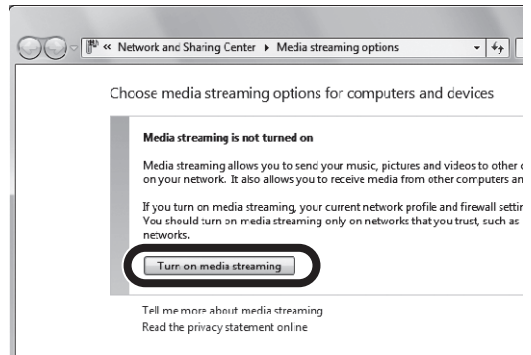 « Network and Sharing Center ▸ Media streaming options
Choose media streaming options for computers and devices
Media streaming is not turned on
Media streaming allows you to send your music, pictures and videos to other
on your network. It also allows you to receive media from other computers
If you turn on media streaming, your current network profile and firewall
You should turn on media streaming only on networks that you trust, such as
networks.
Turn on media streaming
Tell me more about media streaming
Read the privacy statement online